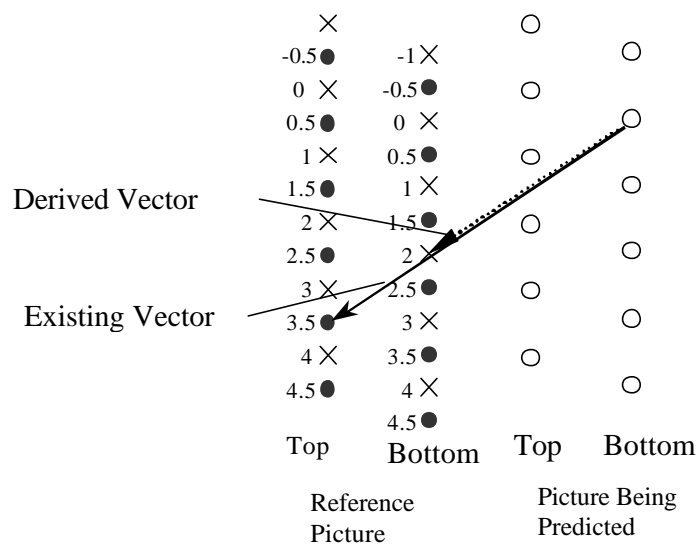 -0.5
-1
0
-0.5
0.5
0
1
0.5
1.5
1
Derived Vector
2
1.5
2.5
2
3
2.5
Existing Vector
3.5
3
4
3.5
4.5
4
4.5
Top
Bottom
Top
Bottom
Reference
Picture
Picture Being
Predicted